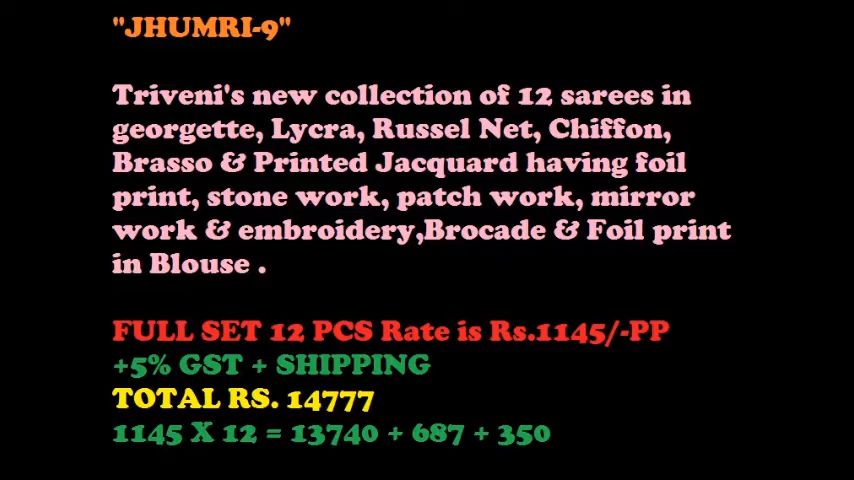 "JHUMRI-9"
Triveni's new collection of 12 sarees in
georgette, Lycra, Russel Net, Chiffon,
Brasso & Printed Jacquard having foil
print, stone work, patch work, mirror
work & embroidery,Brocade & Foil print
in Blouse .
FULL SET 12 PCS Rate is Rs.1145/-PP
+5% GST + SHIPPING
TOTAL RS. 14777
1145 X 12 = 13740 + 687 + 350